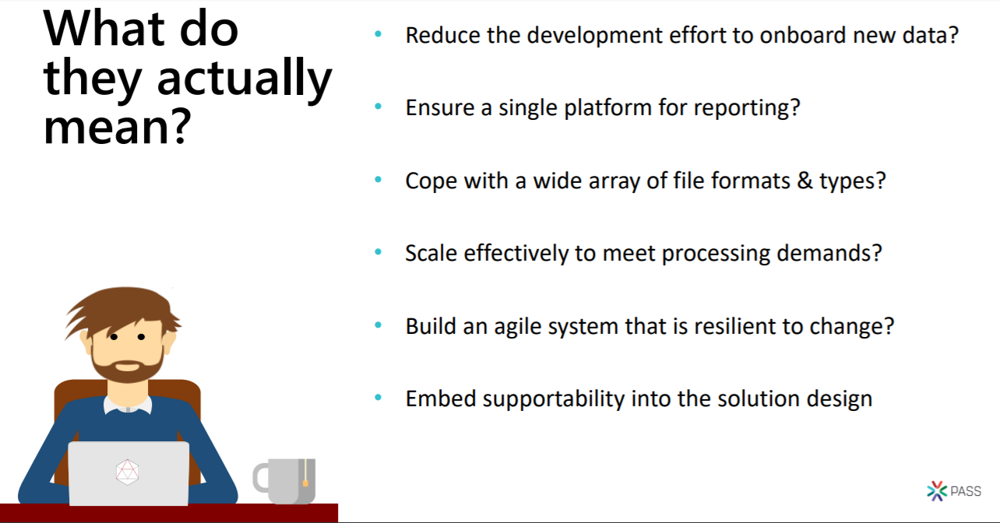 What do
they actually
mean?
• Reduce the development effort to onboard new data?
• Ensure a single platform for reporting?
• Cope with a wide array of file formats & types?
• Scale effectively to meet processing demands?
• Build an agile system that is resilient to change?
• Embed supportability into the solution design
PASS